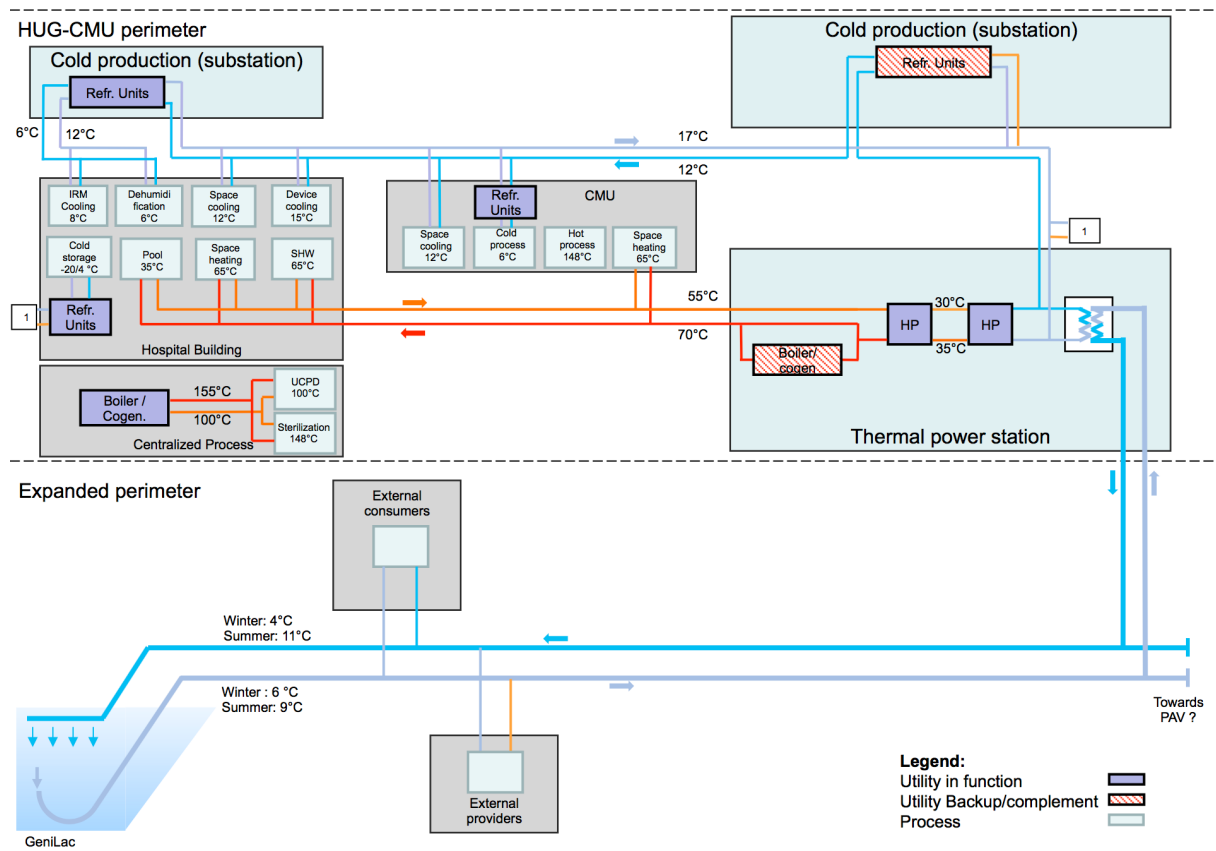 HUG-CMU perimeter
Cold production (substation)
Refr. Units
6°C
12°C
Cold production (substation)
Refr. Units
17°C
12°C
IRM
Cooling
8°C
Dehumidi
fication
6°C
Space
cooling
12°C
Device
cooling
15°C
Cold
storage
-20/4 °C
Pool
35°C
Space
heating
65°C
SHW
65°C
1
Refr.
Units
Hospital Building
CMU
Refr.
Units
Space
cooling
12°C
Cold
process
6°C
Hot
process
148°C
Space
heating
65°C
1
55°C
70°C
HP
30°C
35°C
HP
Boiler/
cogen
Thermal power station
Boiler /
Cogen.
155°C
100°C
UCPD
100°C
Sterilization
148°C
Centralized Process
Expanded perimeter
External
consumers
Winter: 4°C
Summer: 11°C
Winter : 6 °C
Summer: 9°C
Towards
PAV ?
External
providers
GeniLac
Legend:
Utility in function
Utility Backup/complement
Process